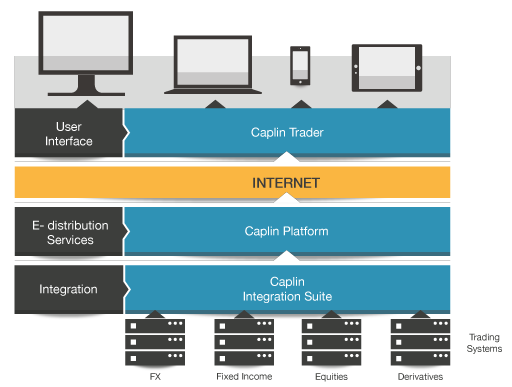 User
Interface
Caplin Trader
INTERNET
E- distribution
Services
Caplin Platform
Integration
Caplin
Integration Suite
FX
Fixed Income
Equities
Derivatives
Trading
Systems